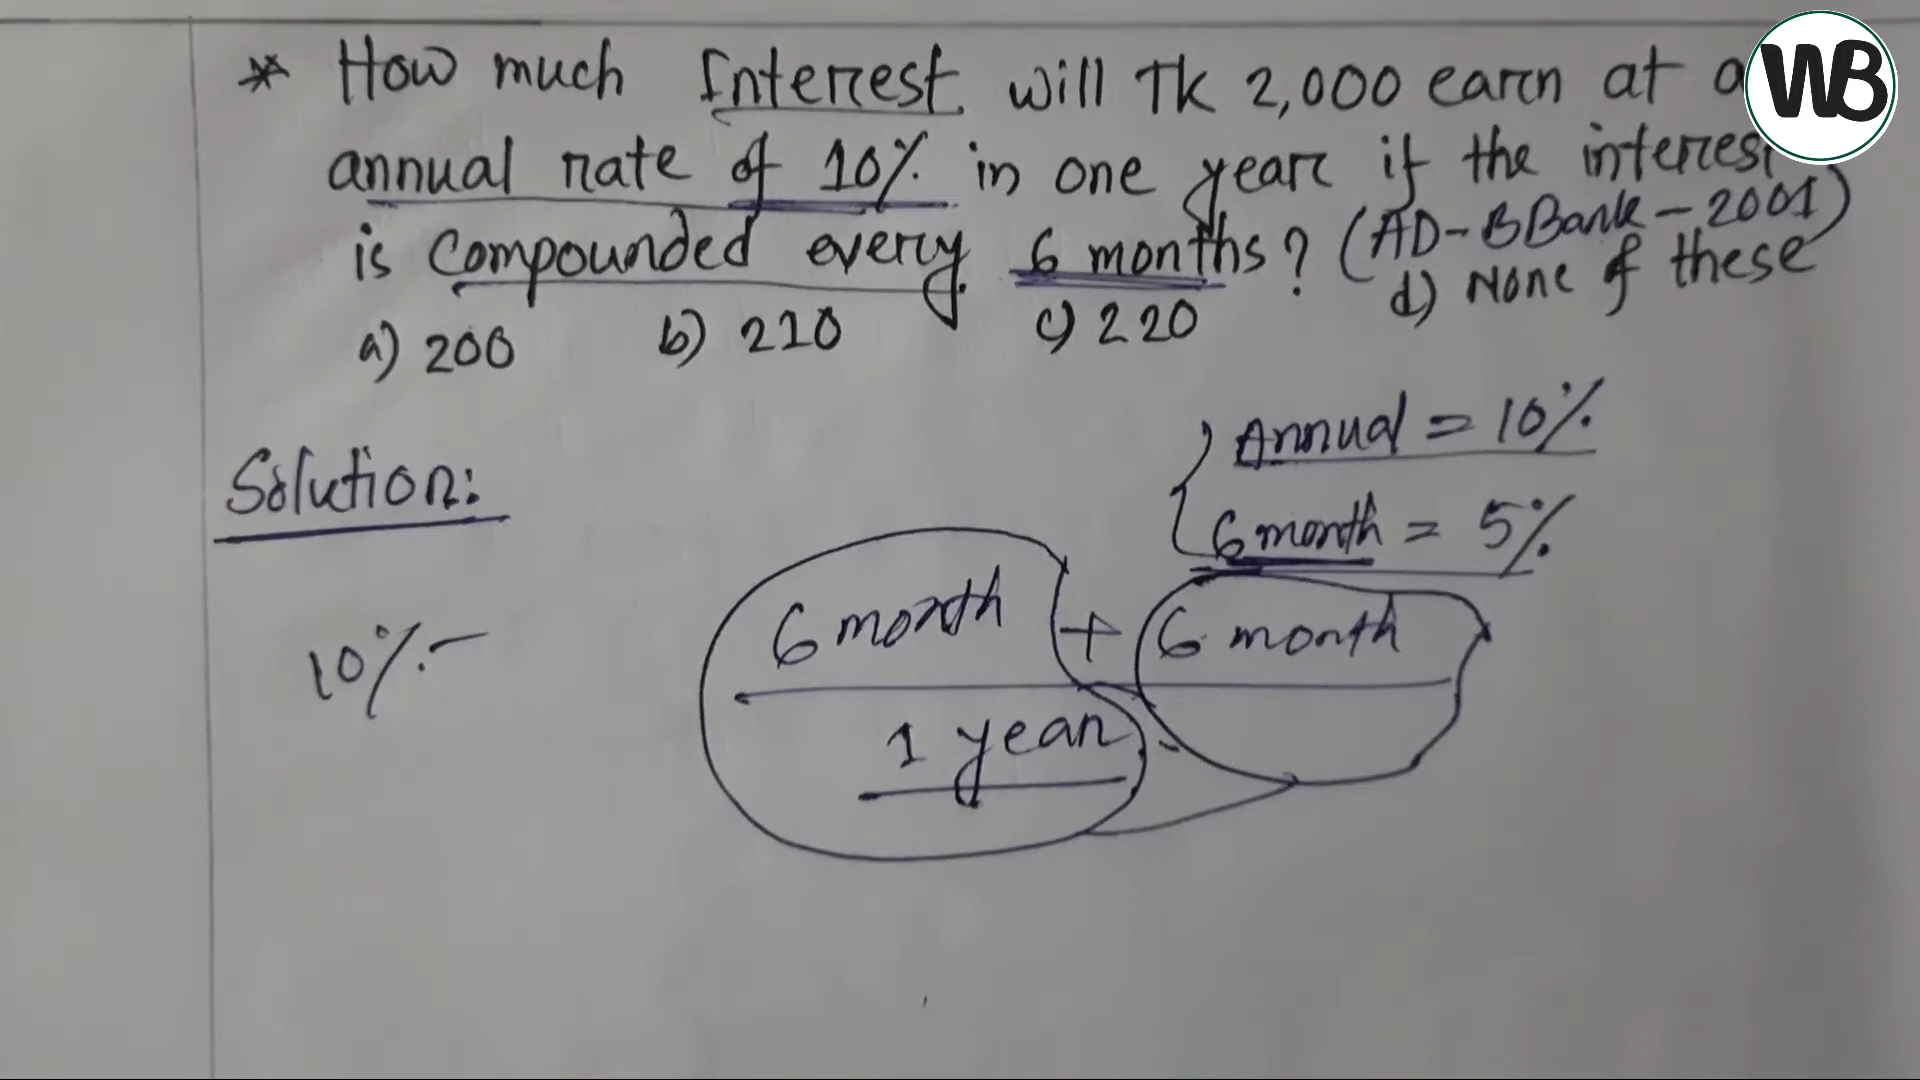 * How much Interest will Tk 2,000 earn at a
annual rate of 10% in one year if the interest
is compounded every 6 months? (AD-BBank-2001)
a) 200 b) 210 c) 220 d) None of these
Annual = 10%
Solution:
6 month = 5%
6 month + 6 month
10%-
1 year
WB